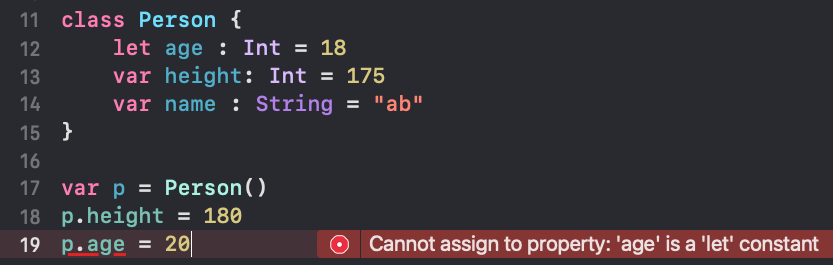 11 class Person {
12     let age : Int = 18
13     var height: Int = 175
14     var name : String = "ab"
15 }
16
17 var p = Person()
18 p.height = 180
19 p.age = 20 Cannot assign to property: 'age' is a 'let' constant